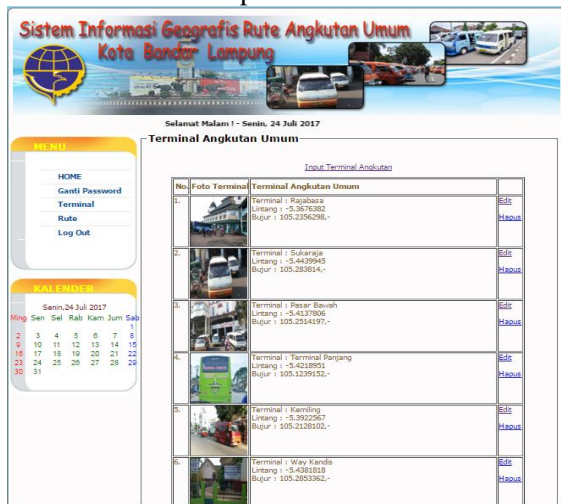 Sistem Informasi Geografis Rute Angkutan Umum
Kota Bandar Lampung
Selamat Malam ! - Senin, 24 Juli 2017
MENU
HOME
Ganti Password
Terminal
Rute
Log Out
KALENDER
Senin,24 Juli 2017
Ming Sen Sel Rab Kam Jum Sab
1
2 3 4 5 6 7 8
9 10 11 12 13 14 15
16 17 18 19 20 21 22
23 24 25 26 27 28 29
30 31
Terminal Angkutan Umum
Input Terminal Angkutan
No. Foto Terminal Terminal Angkutan Umum
1. Terminal : Rajabasa Edit
Lintang : -5.3676382
Bujur : 105.2356298,- Hapus
2. Terminal : Sukaraja Edit
Lintang : -5.4439945
Bujur : 105.283814,- Hapus
3. Terminal : Pasar Bawah Edit
Lintang : -5.4137806
Bujur : 105.2514197,- Hapus
4. Terminal : Terminal Panjang Edit
Lintang : -5.4218951
Bujur : 105.1239152,- Hapus
5. Terminal : Kemiling Edit
Lintang : -5.3922567
Bujur : 105.2128102,- Hapus
6. Terminal : Way Kandis Edit
Lintang : -5.4381818
Bujur : 105.2853362,- Hapus